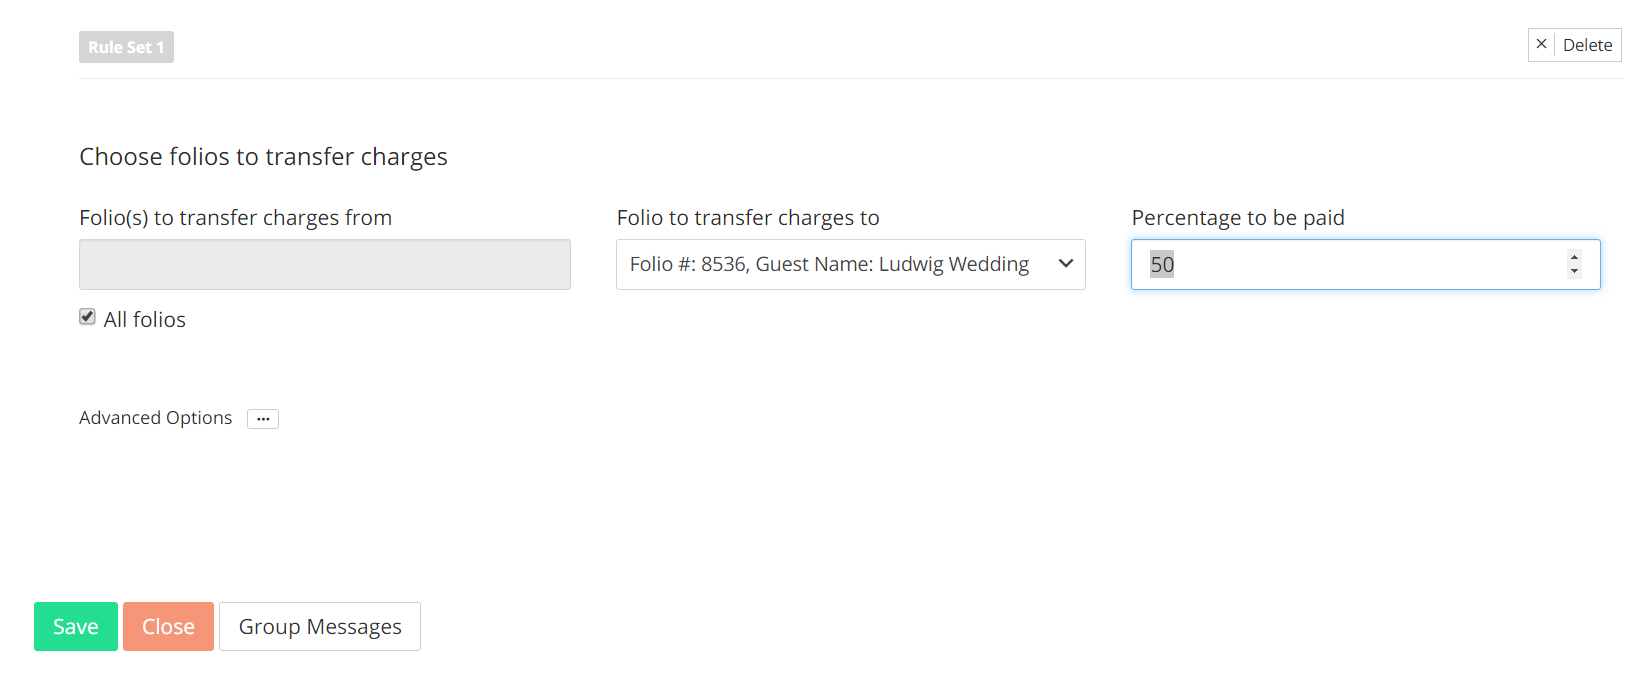 Rule Set 1
× Delete
Choose folios to transfer charges
Folio(s) to transfer charges from
Folio to transfer charges to
Percentage to be paid
Folio #: 8536, Guest Name: Ludwig Wedding
50
All folios
Advanced Options ...
Save
Close
Group Messages